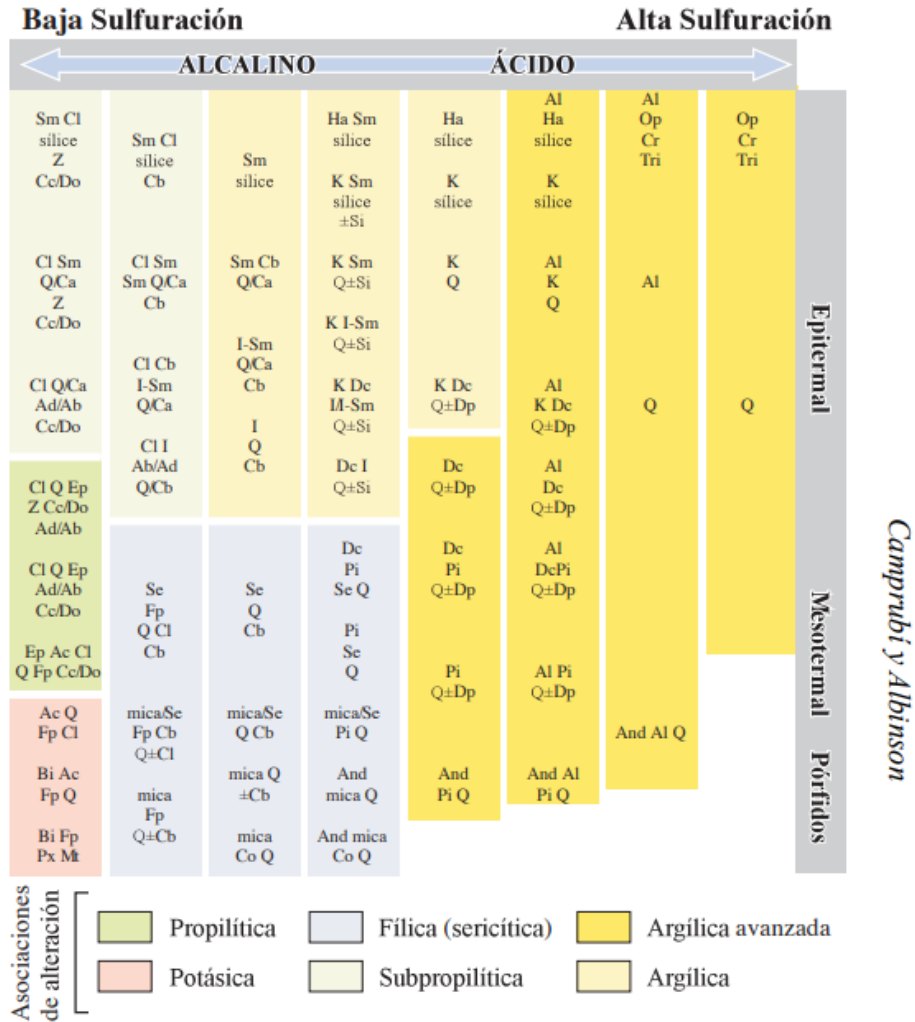 Baja Sulfuración
Alta Sulfuración
ALCALINO
ÁCIDO
Sm Cl
sílice
Z
Cc/Do
Cl Sm
Q/Ca
Z
Cc/Do
Cl Q/Ca
Ad/Ab
Cc/Do
Cl Q Ep
Z Cc/Do
Ad/Ab
Cl Q Ep
Ad/Ab
Cc/Do
Ep Ac Cl
Q Fp Cc/Do
Ac Q
Fp Cl
Bi Ac
Fp Q
Bi Fp
Px Mt
Sm Cl
sílice
Cb
Cl Sm
Sm Q/Ca
Cb
Cl Cb
I-Sm
Q/Ca
Cl I
Ab/Ad
Q/Cb
Se
Fp
Q Cl
Cb
mica/Se
Fp Cb
Q±Cl
mica
Fp
Q±Cb
Sm
sílice
Sm Cb
Q/Ca
I-Sm
Q/Ca
Cb
I
Q
Cb
Se
Q
Cb
mica/Se
Q Cb
mica Q
±Cb
mica
Co Q
Ha Sm
sílice
K Sm
sílice
±Si
K Sm
Q±Si
K I-Sm
Q±Si
K Dc
I/I-Sm
Q±Si
Dc I
Q±Si
Dc
Pi
Se Q
Pi
Se
Q
mica/Se
Pi Q
And
mica Q
And mica
Co Q
Ha
sílice
K
sílice
K
Q
K Dc
Q±Dp
Dc
Q±Dp
Dc
Pi
Q±Dp
Pi
Q±Dp
And
Pi Q
Al
Ha
sílice
K
sílice
Al
K
Q
Al
K Dc
Q±Dp
Al
Dc
Q±Dp
Al
DcPi
Q±Dp
Al Pi
Q±Dp
And Al
Pi Q
Al
Op
Cr
Tri
Al
Q
And Al Q
Op
Cr
Tri
Q
Epitermal
Mesotermal
Pórfidos
Camprubí y Albinson
Asociaciones
de alteración
Propilítica
Fílica (sericítica)
Argílica avanzada
Potásica
Subpropilítica
Argílica